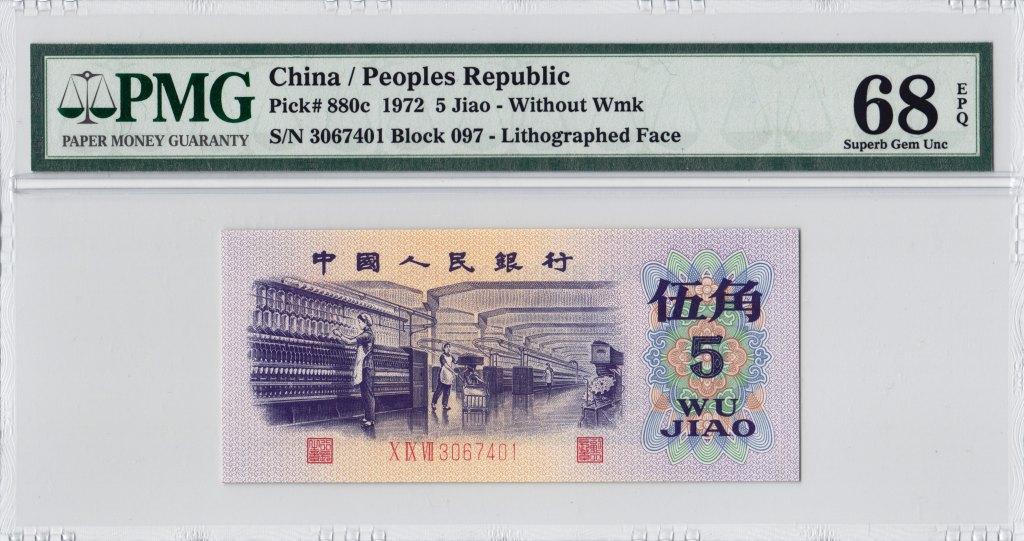 PMG
PAPER MONEY GUARANTY
China / Peoples Republic
Pick# 880c 1972 5 Jiao - Without Wmk
S/N 3067401 Block 097 - Lithographed Face
68
EPQ
Superb Gem Unc
中國人民銀行
伍角
5
WU
JIAO
X IX VII 3067401